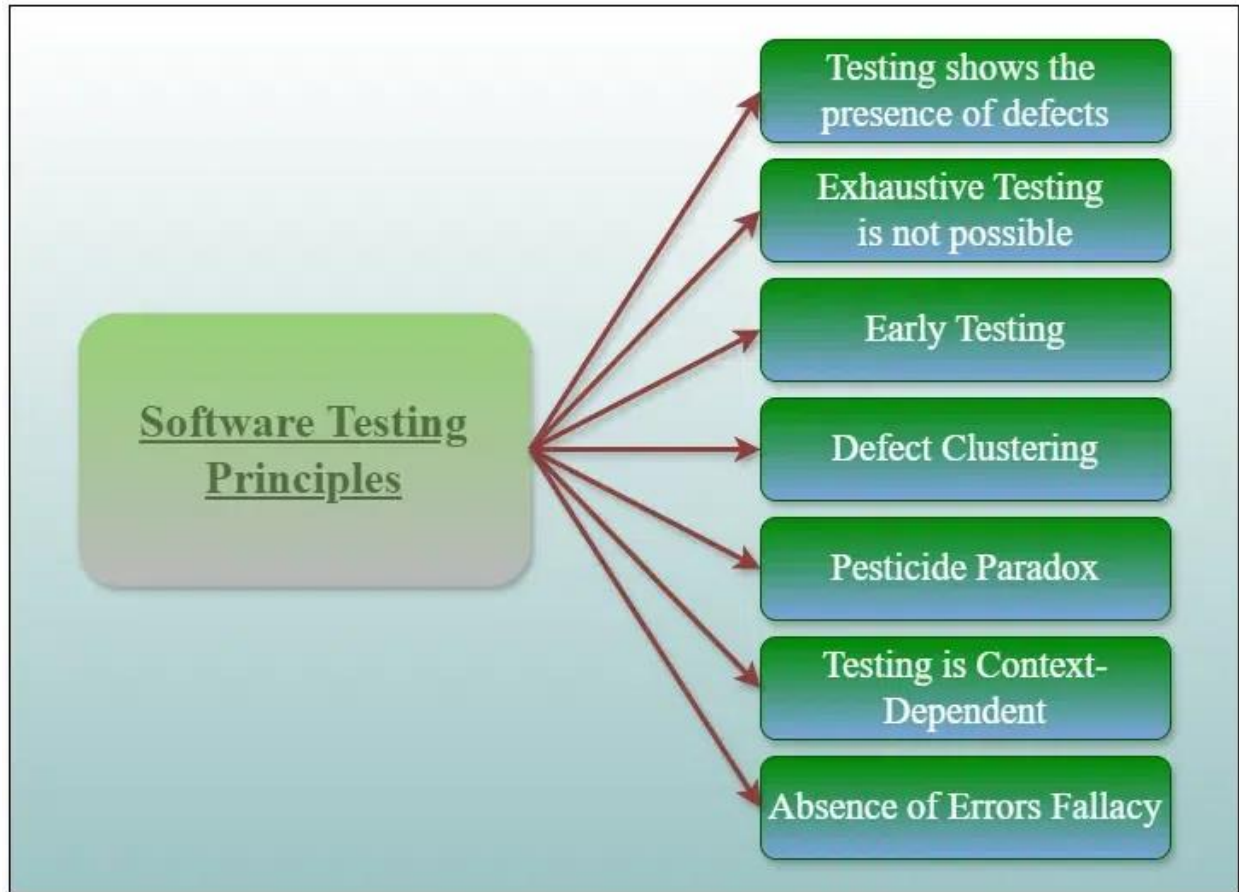 Software Testing
Principles
Testing shows the
presence of defects
Exhaustive Testing
is not possible
Early Testing
Defect Clustering
Pesticide Paradox
Testing is Context-
Dependent
Absence of Errors Fallacy